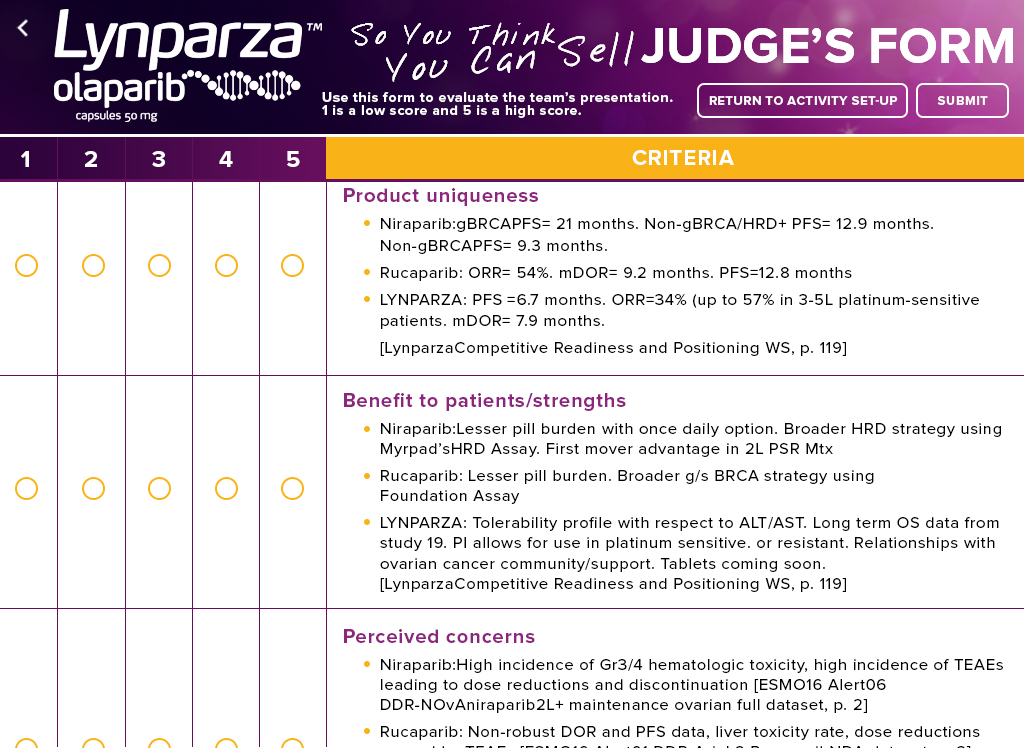 Lynparza™
olaparib
capsules 50 mg
So You Think
You Can Sell
JUDGE'S FORM
Use this form to evaluate the team's presentation.
1 is a low score and 5 is a high score.
RETURN TO ACTIVITY SET-UP
SUBMIT
1 2 3 4 5 CRITERIA
Product uniqueness
• Niraparib:gBRCAPFS= 21 months. Non-gBRCA/HRD+ PFS= 12.9 months.
Non-gBRCAPFS= 9.3 months.
• Rucaparib: ORR= 54%. mDOR= 9.2 months. PFS=12.8 months
• LYNPARZA: PFS =6.7 months. ORR=34% (up to 57% in 3-5L platinum-sensitive
patients. mDOR= 7.9 months.
[LynparzaCompetitive Readiness and Positioning WS, p. 119]
Benefit to patients/strengths
• Niraparib:Lesser pill burden with once daily option. Broader HRD strategy using
Myrpad'sHRD Assay. First mover advantage in 2L PSR Mtx
• Rucaparib: Lesser pill burden. Broader g/s BRCA strategy using
Foundation Assay
• LYNPARZA: Tolerability profile with respect to ALT/AST. Long term OS data from
study 19. PI allows for use in platinum sensitive. or resistant. Relationships with
ovarian cancer community/support. Tablets coming soon.
[LynparzaCompetitive Readiness and Positioning WS, p. 119]
Perceived concerns
• Niraparib:High incidence of Gr3/4 hematologic toxicity, high incidence of TEAEs
leading to dose reductions and discontinuation [ESMO16 Alert06
DDR-NOvAniraparib2L+ maintenance ovarian full dataset, p. 2]
• Rucaparib: Non-robust DOR and PFS data, liver toxicity rate, dose reductions